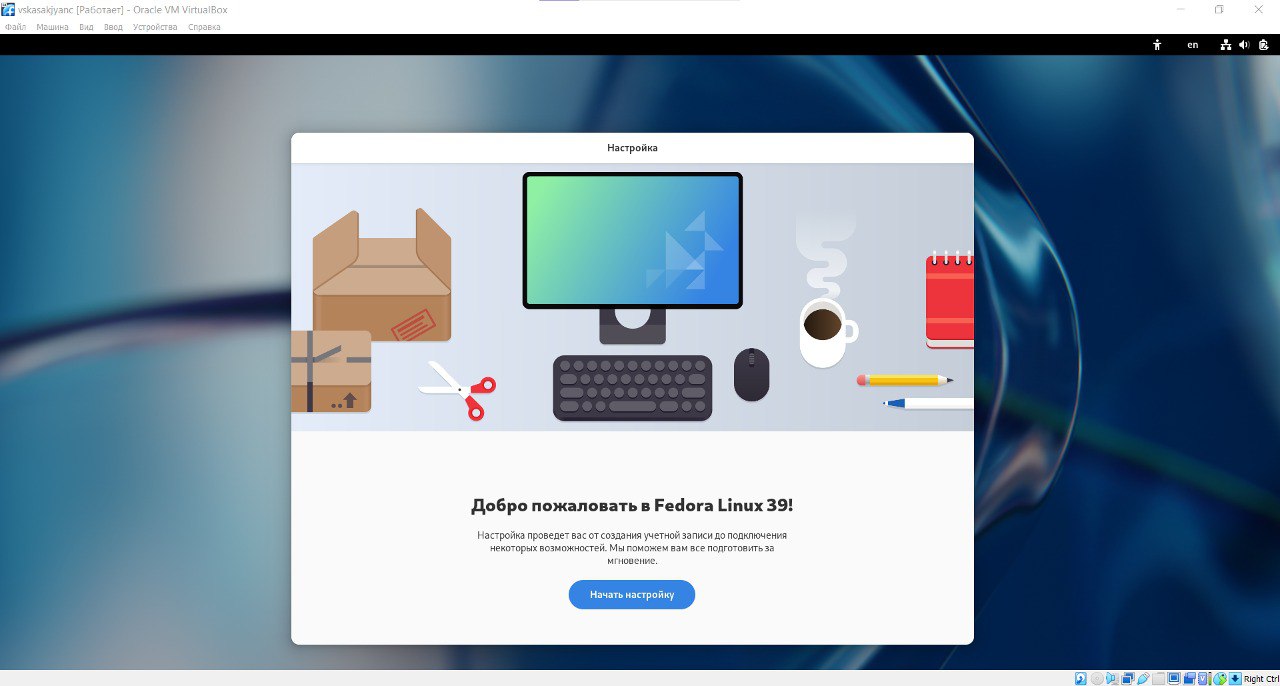 vskasakjyanc [Работает] - Oracle VM VirtualBox
Файл Машина Вид Ввод Устройства Справка
en
Настройка
Добро пожаловать в Fedora Linux 39!
Настройка проведет вас от создания учетной записи до подключения
некоторых возможностей. Мы поможем вам все подготовить за
мгновение.
Начать настройку
Right Ctrl